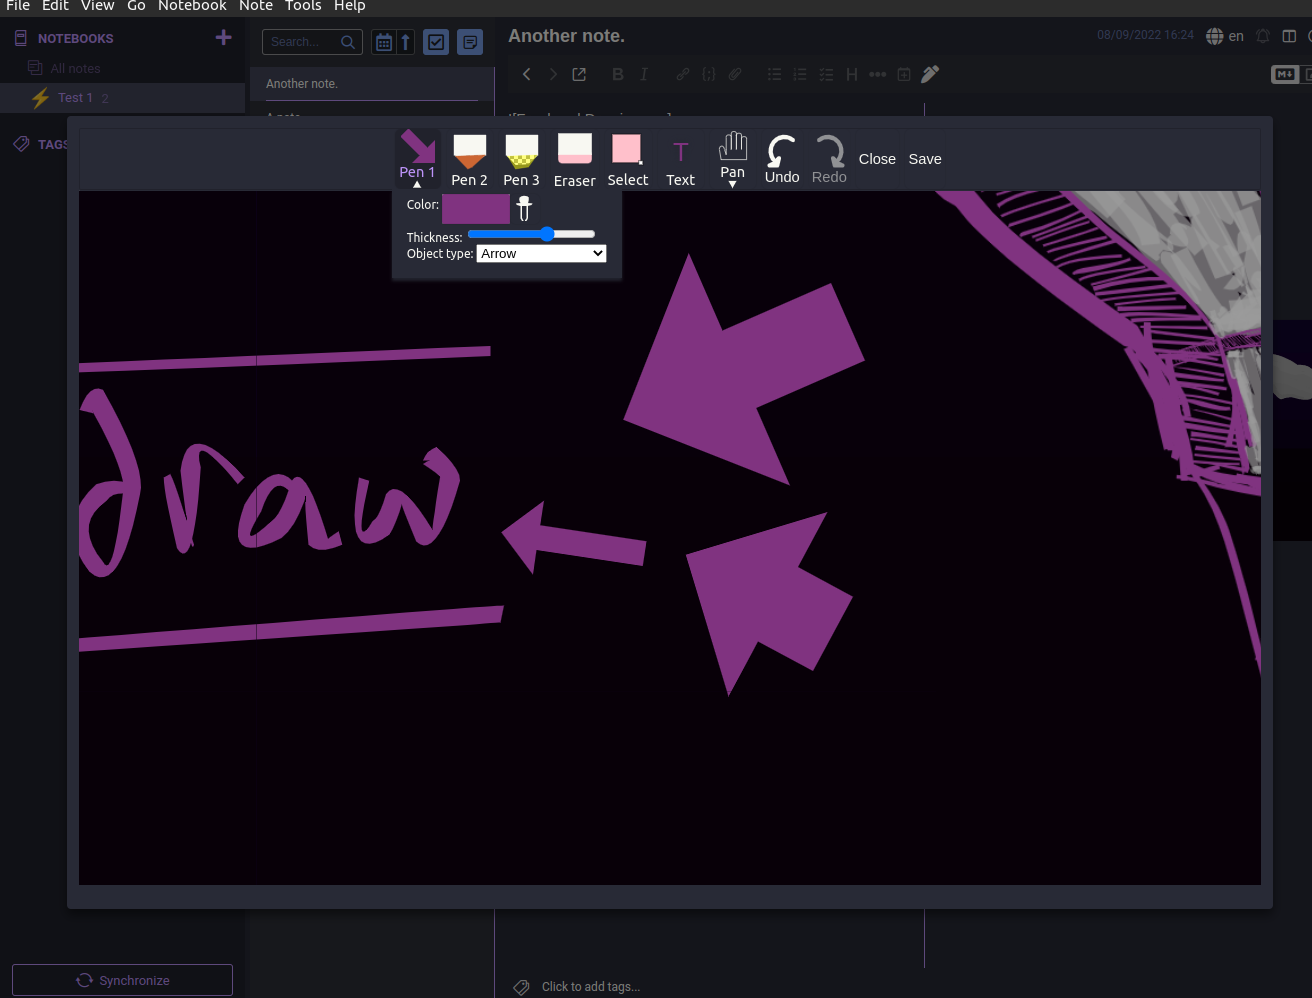 File Edit View Go Notebook Note Tools Help
NOTEBOOKS
All notes
Test 1 2
TAGS
Search...
Another note.
Another note.
08/09/2022 16:24
en
B I H
M
Pen 1 Pen 2 Pen 3 Eraser Select T Text Pan Undo Redo Close Save
Color:
Thickness:
Object type: Arrow
draw
Synchronize
Click to add tags...